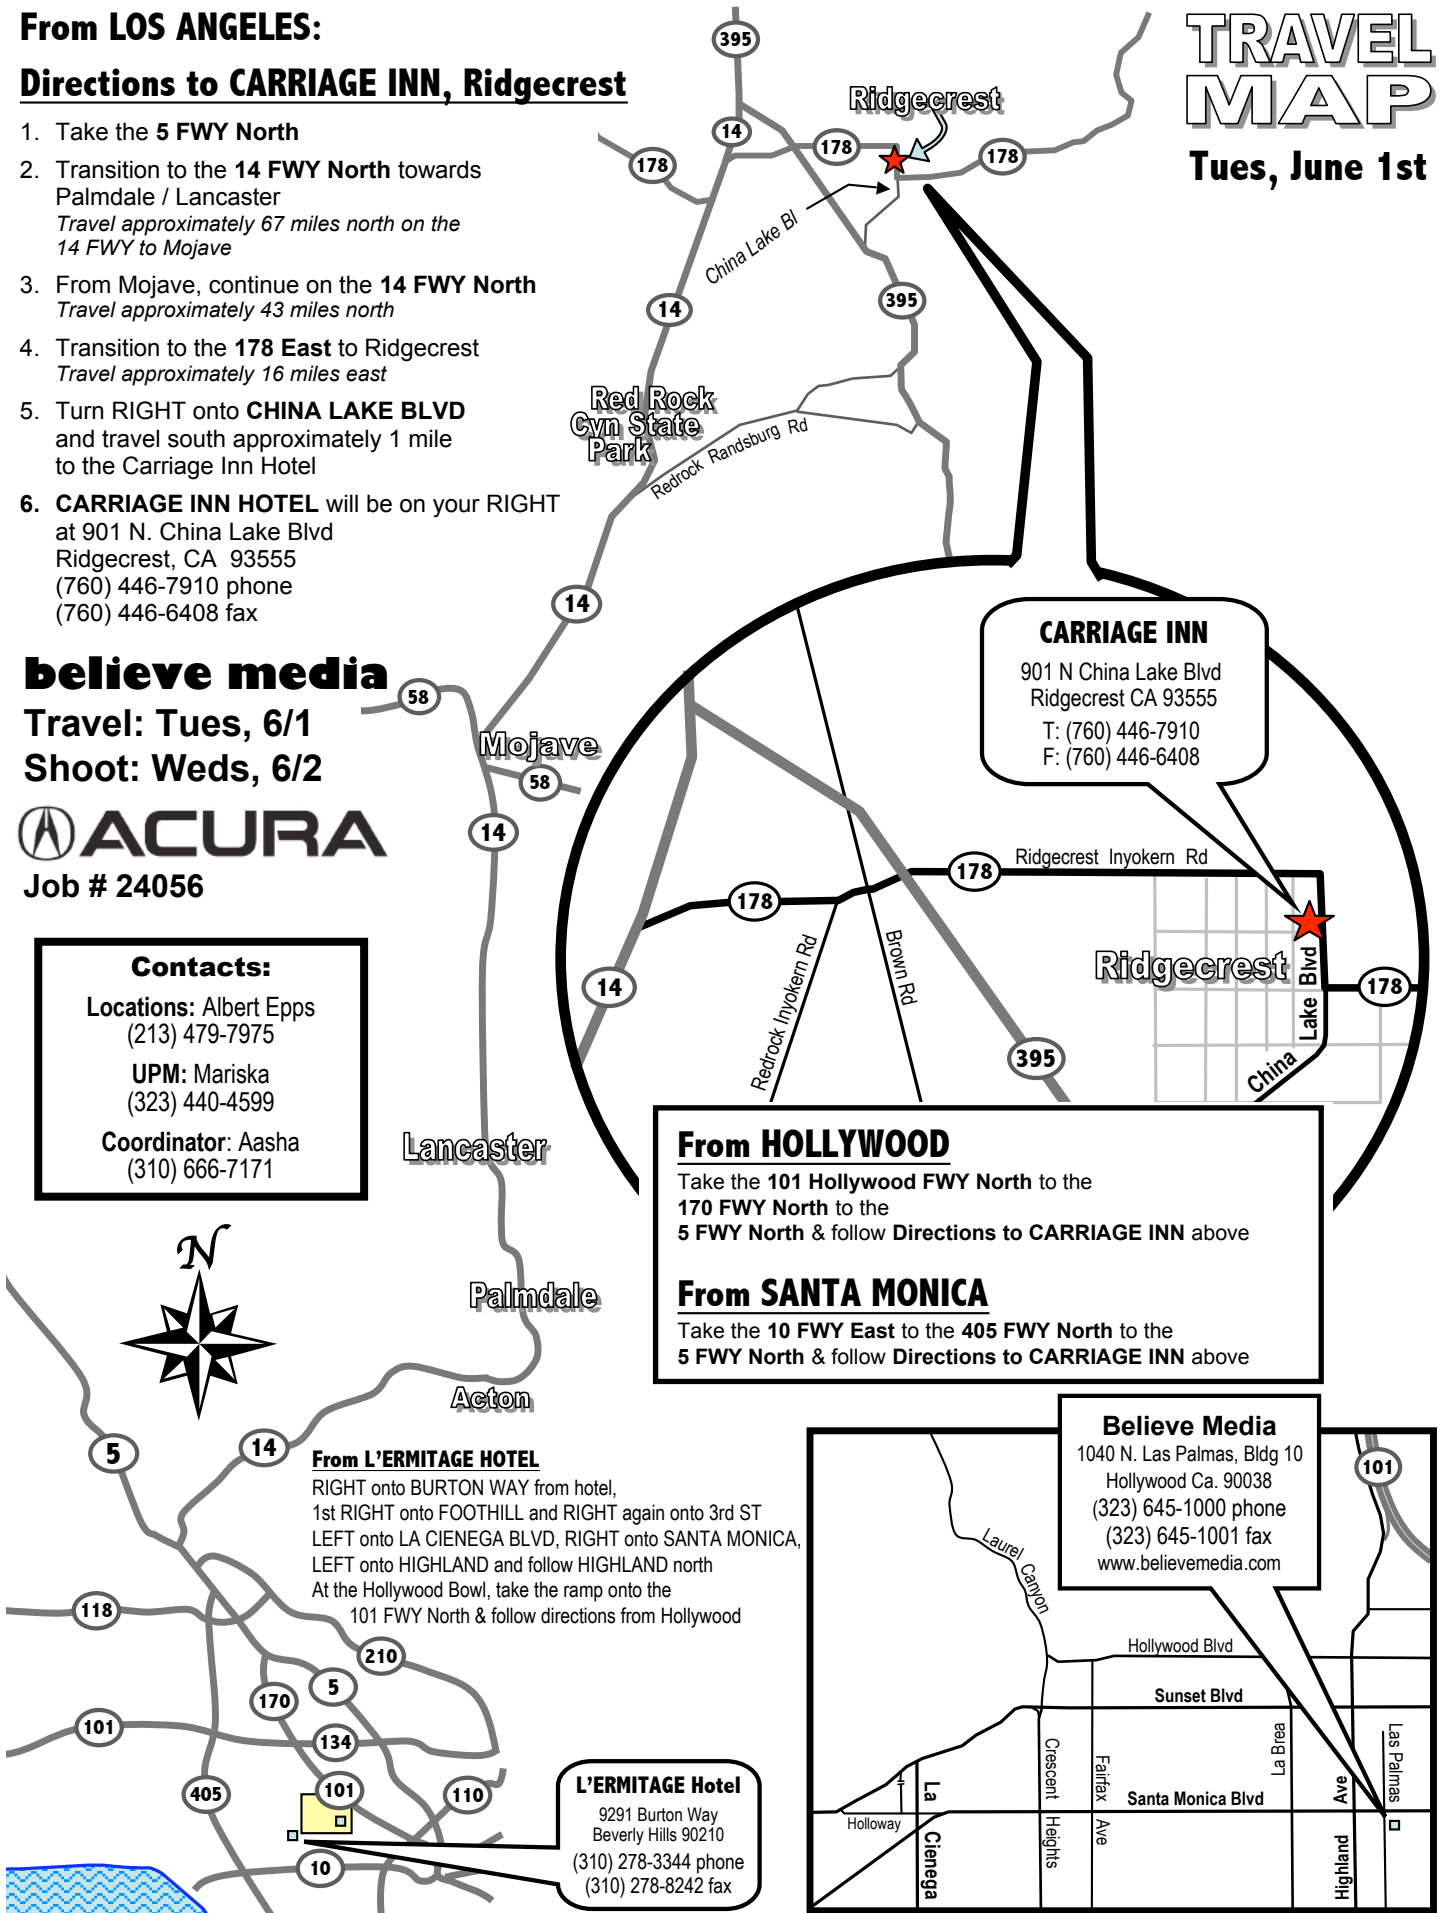 From LOS ANGELES:
Directions to CARRIAGE INN, Ridgecrest
1. Take the 5 FWY North
2. Transition to the 14 FWY North towards
Palmdale / Lancaster
Travel approximately 67 miles north on the
14 FWY to Mojave
3. From Mojave, continue on the 14 FWY North
Travel approximately 43 miles north
4. Transition to the 178 East to Ridgecrest
Travel approximately 16 miles east
5. Turn RIGHT onto CHINA LAKE BLVD
and travel south approximately 1 mile
to the Carriage Inn Hotel
6. CARRIAGE INN HOTEL will be on your RIGHT
at 901 N. China Lake Blvd
Ridgecrest, CA 93555
(760) 446-7910 phone
(760) 446-6408 fax
believe media
Travel: Tues, 6/1
Shoot: Weds, 6/2
ACURA
Job # 24056
Contacts:
Locations: Albert Epps
(213) 479-7975
UPM: Mariska
(323) 440-4599
Coordinator: Aasha
(310) 666-7171
N
TRAVEL
MAP
Tues, June 1st
395
Ridgecrest
14
178
178
178
China Lake Bl
395
14
Red Rock
Cyn State
Park
Redrock Randsburg Rd
14
58
Mojave
58
14
Lancaster
Palmdale
Acton
CARRIAGE INN
901 N China Lake Blvd
Ridgecrest CA 93555
T: (760) 446-7910
F: (760) 446-6408
Ridgecrest Inyokern Rd
178
178
Redrock Inyokern Rd
Brown Rd
14
395
Ridgecrest
China Lake Blvd
178
From HOLLYWOOD
Take the 101 Hollywood FWY North to the
170 FWY North to the
5 FWY North & follow Directions to CARRIAGE INN above
From SANTA MONICA
Take the 10 FWY East to the 405 FWY North to the
5 FWY North & follow Directions to CARRIAGE INN above
5
14
From L'ERMITAGE HOTEL
RIGHT onto BURTON WAY from hotel,
1st RIGHT onto FOOTHILL and RIGHT again onto 3rd ST
LEFT onto LA CIENEGA BLVD, RIGHT onto SANTA MONICA,
LEFT onto HIGHLAND and follow HIGHLAND north
At the Hollywood Bowl, take the ramp onto the
101 FWY North & follow directions from Hollywood
118
210
5
170
101
134
405
101
110
10
L'ERMITAGE Hotel
9291 Burton Way
Beverly Hills 90210
(310) 278-3344 phone
(310) 278-8242 fax
Believe Media
1040 N. Las Palmas, Bldg 10
Hollywood Ca. 90038
(323) 645-1000 phone
(323) 645-1001 fax
www.believemedia.com
101
Laurel Canyon
Hollywood Blvd
Sunset Blvd
Santa Monica Blvd
Holloway
La Cienega
Crescent Heights
Fairfax Ave
La Brea
Highland Ave
Las Palmas